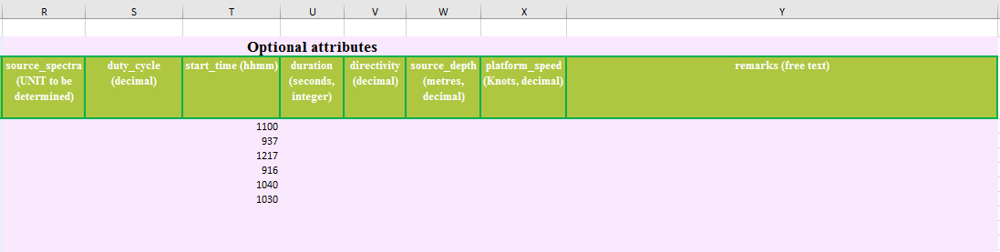 R S T U V W X Y
Optional attributes
source_spectra duty_cycle start_time (hhmm) duration directivity source_depth platform_speed remarks (free text)
(UNIT to be (decimal) (seconds, (decimal) (metres, (Knots, decimal)
determined) integer) decimal)
1100
937
1217
916
1040
1030